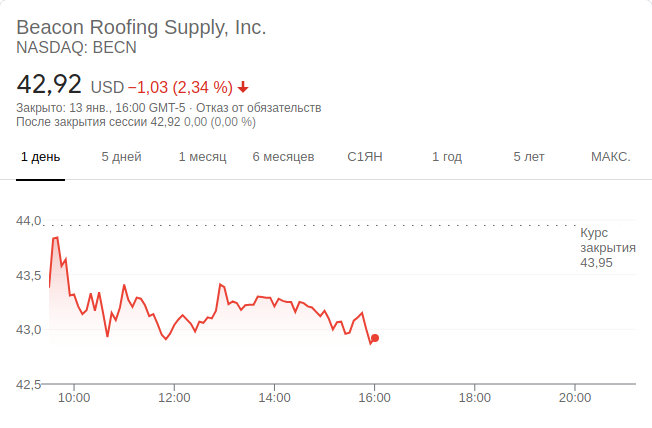 Beacon Roofing Supply, Inc.
NASDAQ: BECN
42,92 USD −1,03 (2,34 %)
Закрыто: 13 янв., 16:00 GMT-5 · Отказ от обязательств
После закрытия сессии 42,92 0,00 (0,00 %)
1 день 5 дней 1 месяц 6 месяцев С1ЯН 1 год 5 лет МАКС.
44,0
Курс
закрытия
43,95
43,5
43,0
42,5
10:00 12:00 14:00 16:00 18:00 20:00